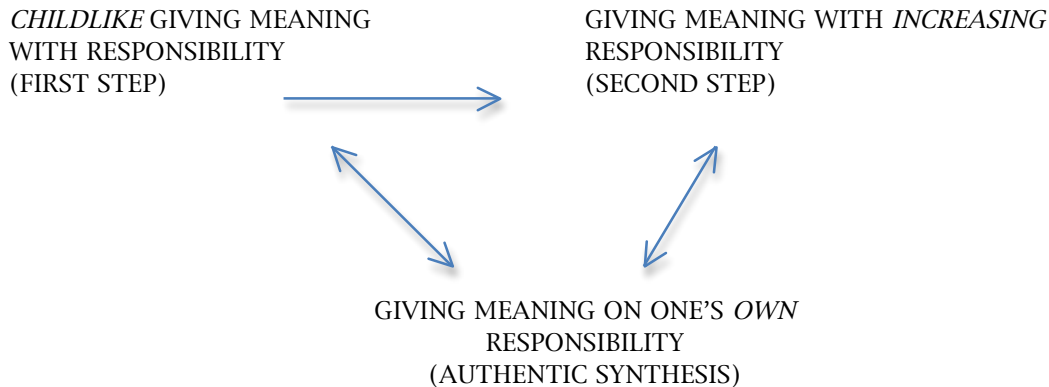 CHILDLIKE GIVING MEANING
WITH RESPONSIBILITY
(FIRST STEP)
GIVING MEANING WITH INCREASING
RESPONSIBILITY
(SECOND STEP)
GIVING MEANING ON ONE’S OWN
RESPONSIBILITY
(AUTHENTIC SYNTHESIS)